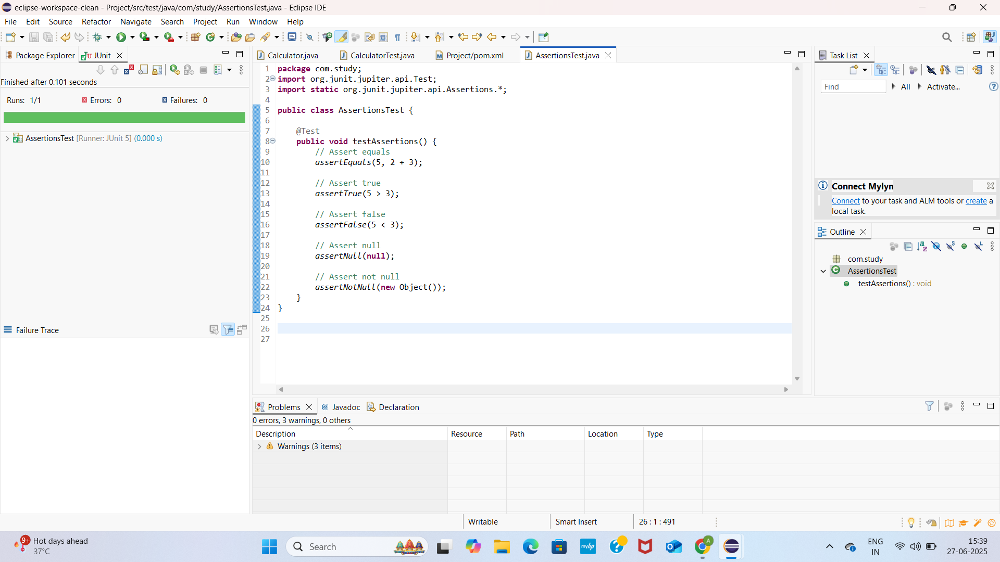 eclipse-workspace-clean - Project/src/test/java/com/study/AssertionsTest.java - Eclipse IDE
File Edit Source Refactor Navigate Search Project Run Window Help
Package Explorer JUnit
Finished after 0.101 seconds
Runs: 1/1 Errors: 0 Failures: 0
AssertionsTest [Runner: JUnit 5] (0.000 s)
Failure Trace
Calculator.java CalculatorTest.java Project/pom.xml AssertionsTest.java
1 package com.study;
2 import org.junit.jupiter.api.Test;
3 import static org.junit.jupiter.api.Assertions.*;
4
5 public class AssertionsTest {
6
7 @Test
8 public void testAssertions() {
9 // Assert equals
10 assertEquals(5, 2 + 3);
11
12 // Assert true
13 assertTrue(5 > 3);
14
15 // Assert false
16 assertFalse(5 < 3);
17
18 // Assert null
19 assertNull(null);
20
21 // Assert not null
22 assertNotNull(new Object());
23 }
24 }
25
26
27
Task List
Find All Activate...
Connect Mylyn
Connect to your task and ALM tools or create a
local task.
Outline
com.study
AssertionsTest
testAssertions() : void
Problems @ Javadoc Declaration
0 errors, 3 warnings, 0 others
Description Resource Path Location Type
Warnings (3 items)
Writable Smart Insert 26 : 1 : 491
9+ Hot days ahead
37°C
Search
myhp
A
ENG
IN
15:39
27-06-2025